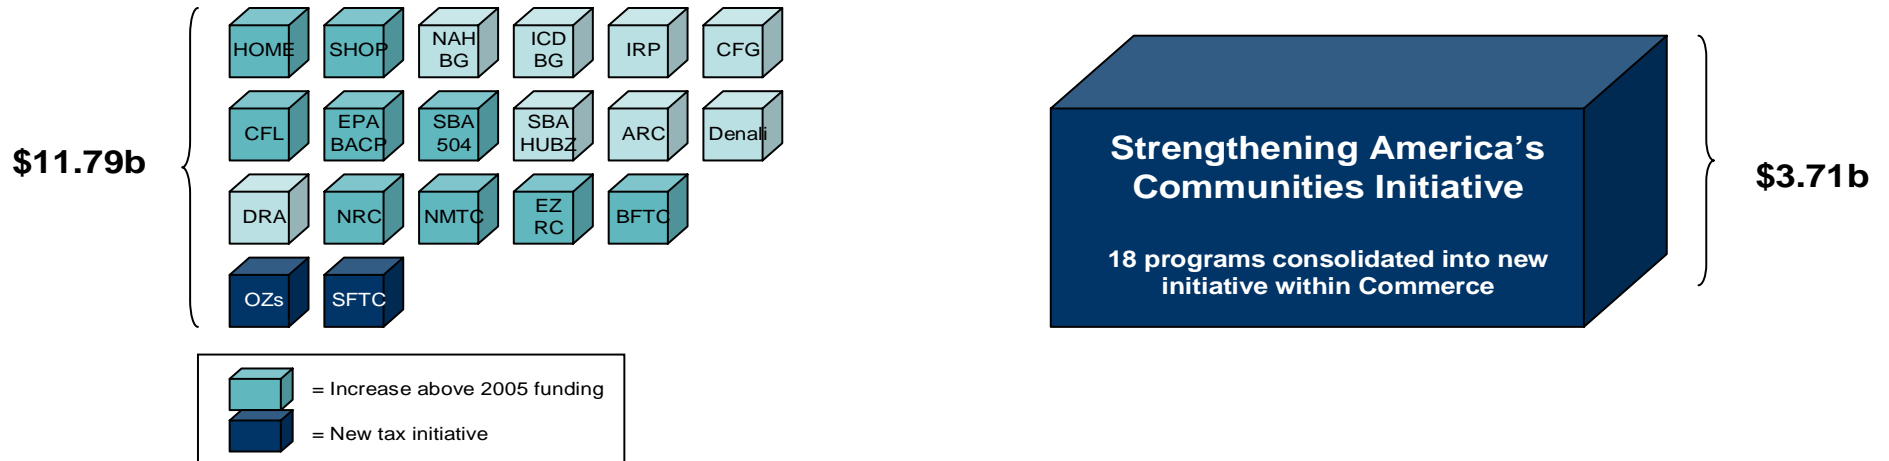 $11.79b
HOME
SHOP
NAH
BG
ICD
BG
IRP
CFG
CFL
EPA
BACP
SBA
504
SBA
HUBZ
ARC
Denali
DRA
NRC
NMTC
EZ
RC
BFTC
OZs
SFTC
= Increase above 2005 funding
= New tax initiative
Strengthening America’s
Communities Initiative
18 programs consolidated into new
initiative within Commerce
$3.71b